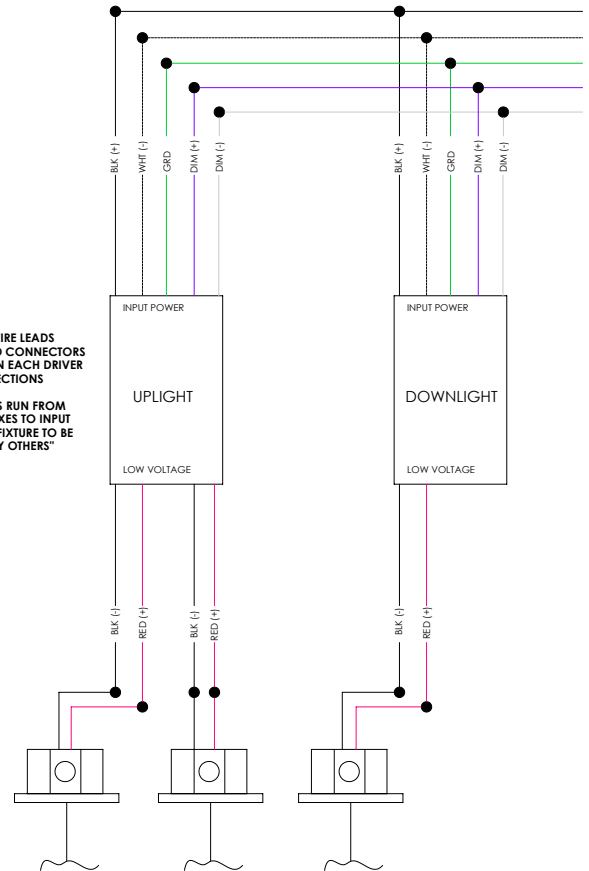 BLK (+) WHT (-) GRD DIM (+) DIM (-) BLK (+) WHT (-) GRD DIM (+) DIM (-)
INPUT POWER INPUT POWER
IRE LEADS
CONNECTORS
N EACH DRIVER
ECTIONS
UPLIGHT DOWNLIGHT
S RUN FROM
XES TO INPUT
FIXTURE TO BE
Y OTHERS"
LOW VOLTAGE LOW VOLTAGE
BLK (-) RED (+) BLK (-) RED (+) BLK (-) RED (+)